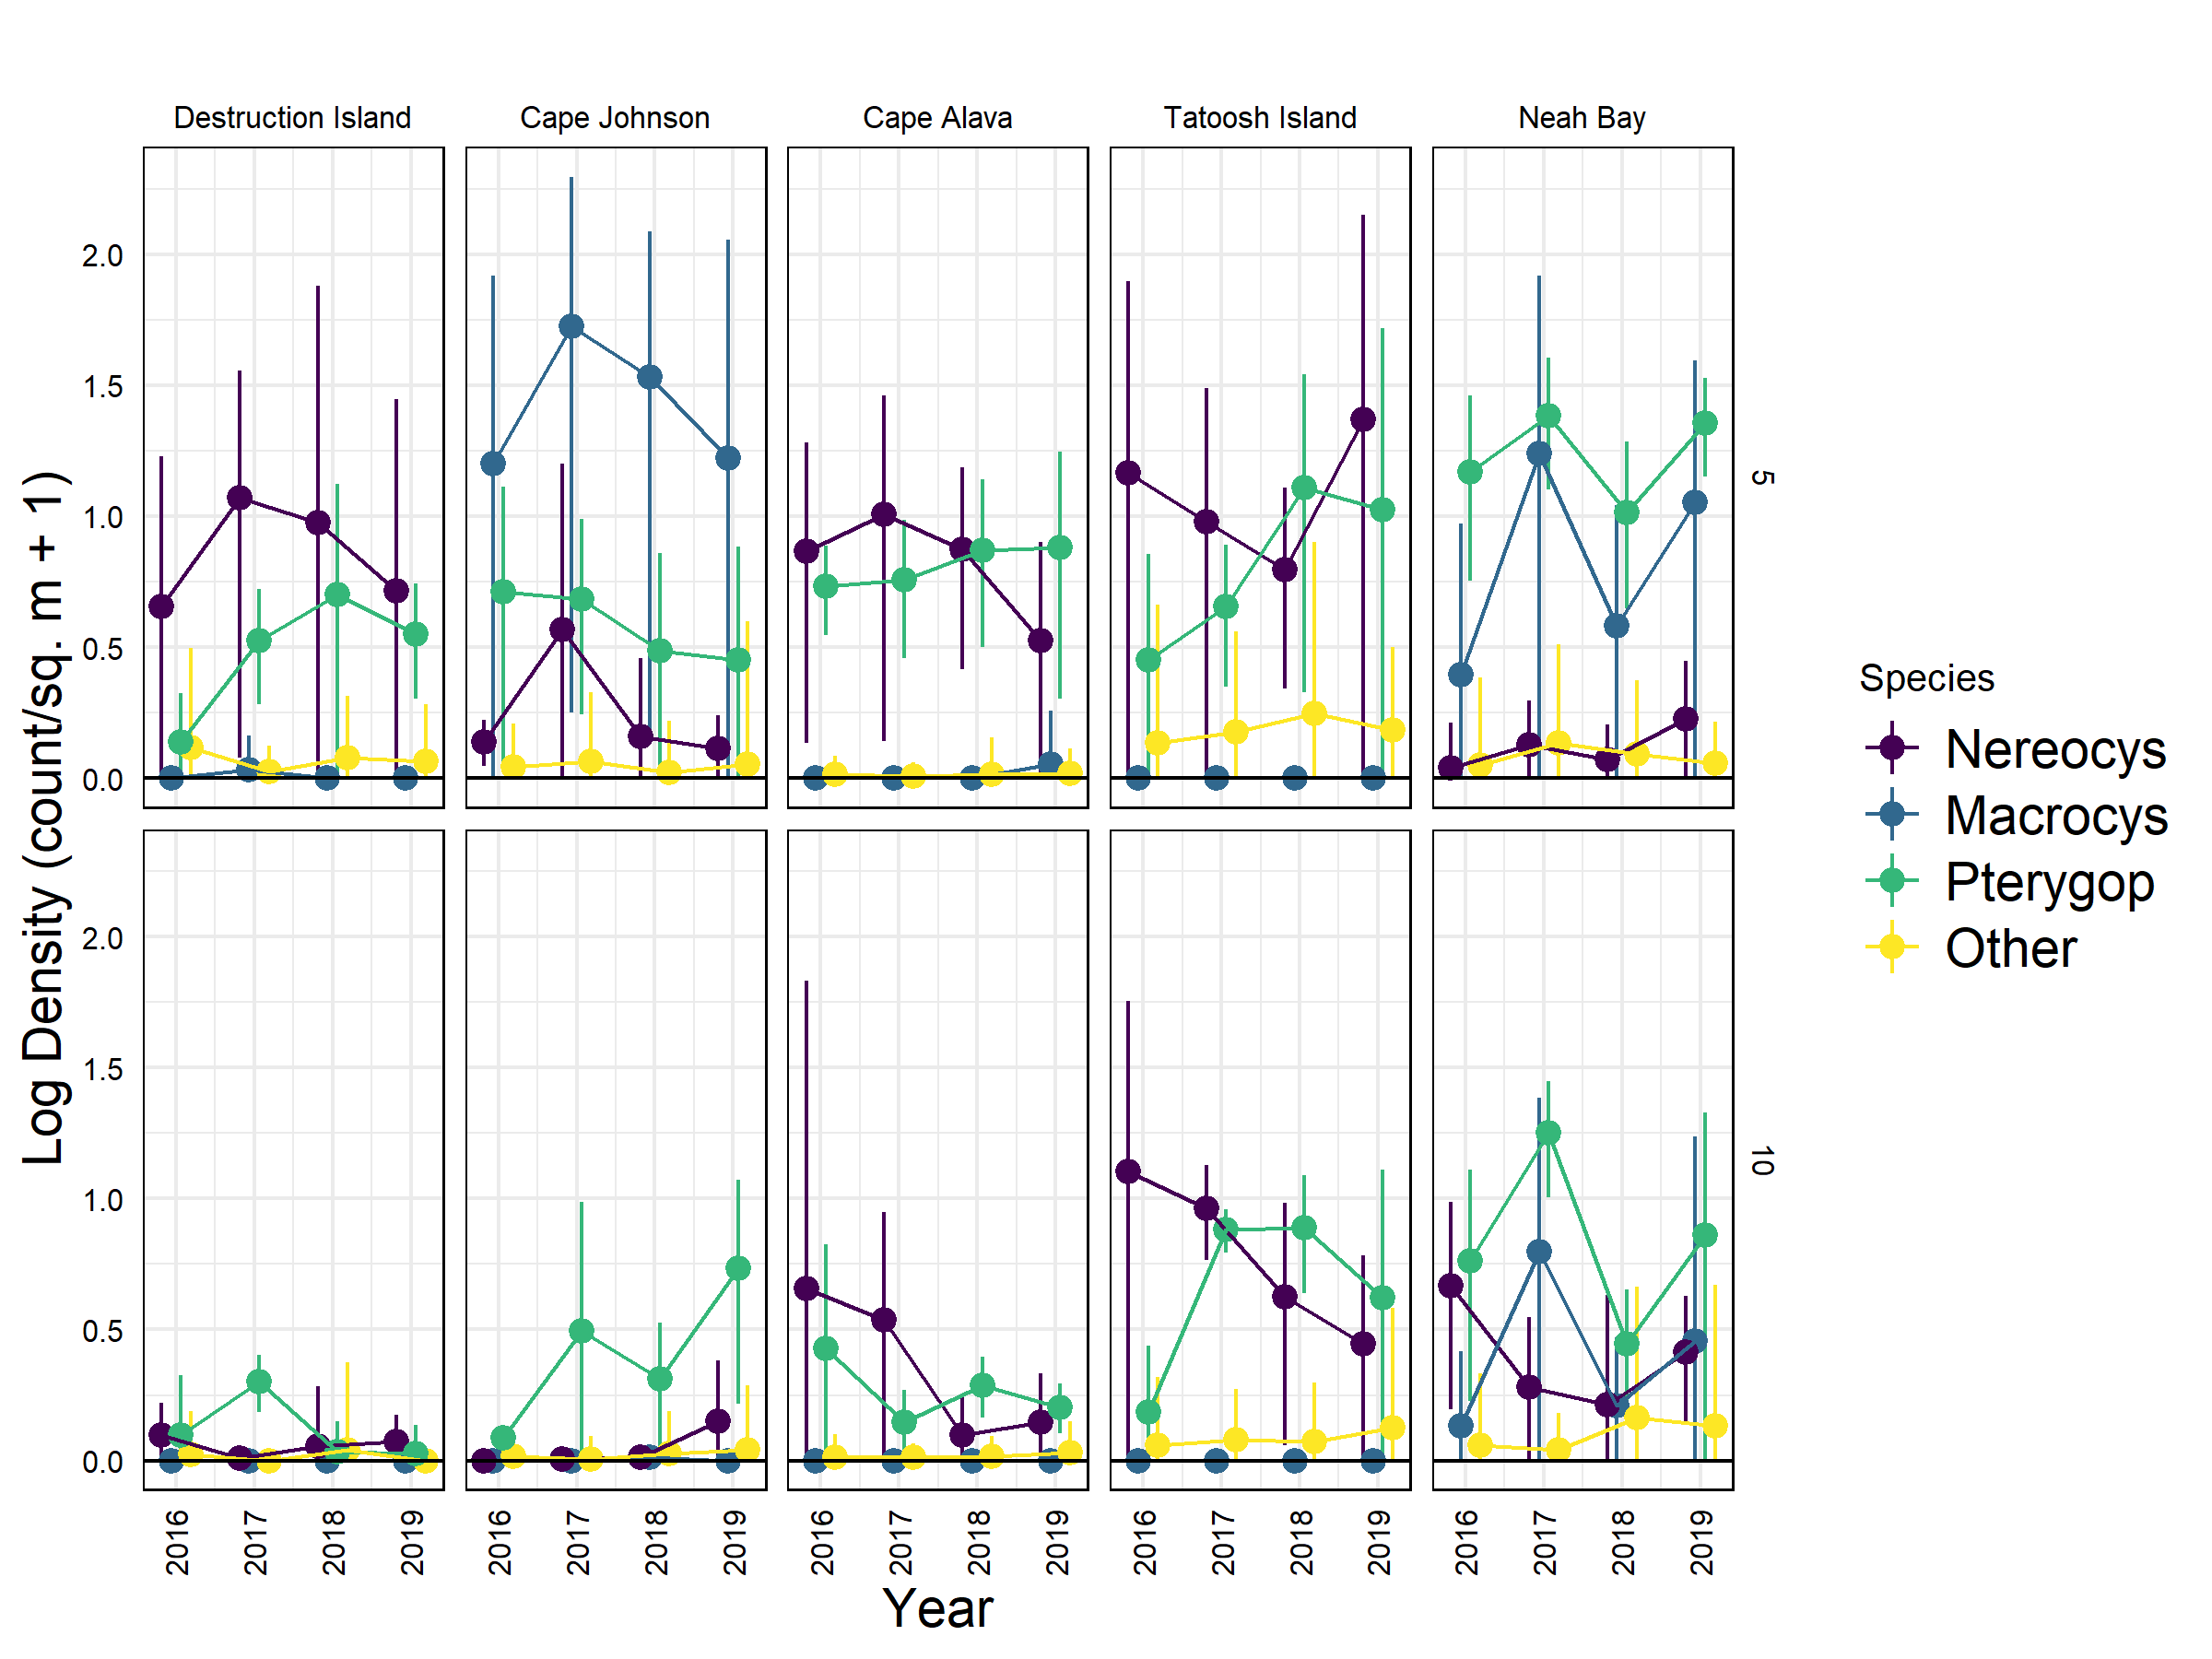 Destruction Island Cape Johnson Cape Alava Tatoosh Island Neah Bay
Log Density (count/sq. m + 1)
2.0
1.5
1.0
0.5
0.0
5
2.0
1.5
1.0
0.5
0.0
10
2016 2017 2018 2019 2016 2017 2018 2019 2016 2017 2018 2019 2016 2017 2018 2019 2016 2017 2018 2019
Year
Species
Nereocys
Macrocys
Pterygop
Other